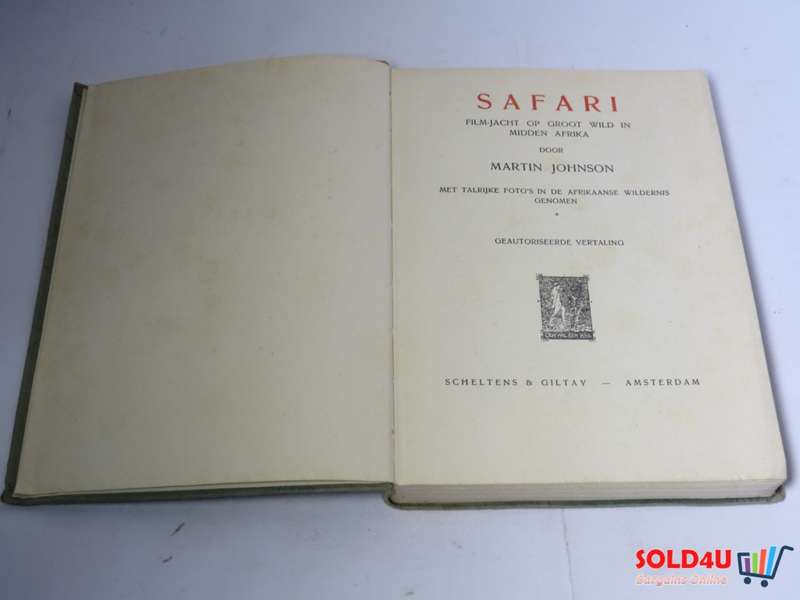 SAFARI
FILM-JACHT OP GROOT WILD IN
MIDDEN AFRIKA
DOOR
MARTIN JOHNSON
MET TALRIJKE FOTO'S IN DE AFRIKAANSE WILDERNIS
GENOMEN
*
GEAUTORISEERDE VERTALING
SCHELTENS & GILTAY — AMSTERDAM
SOLD4U
Bargains Online